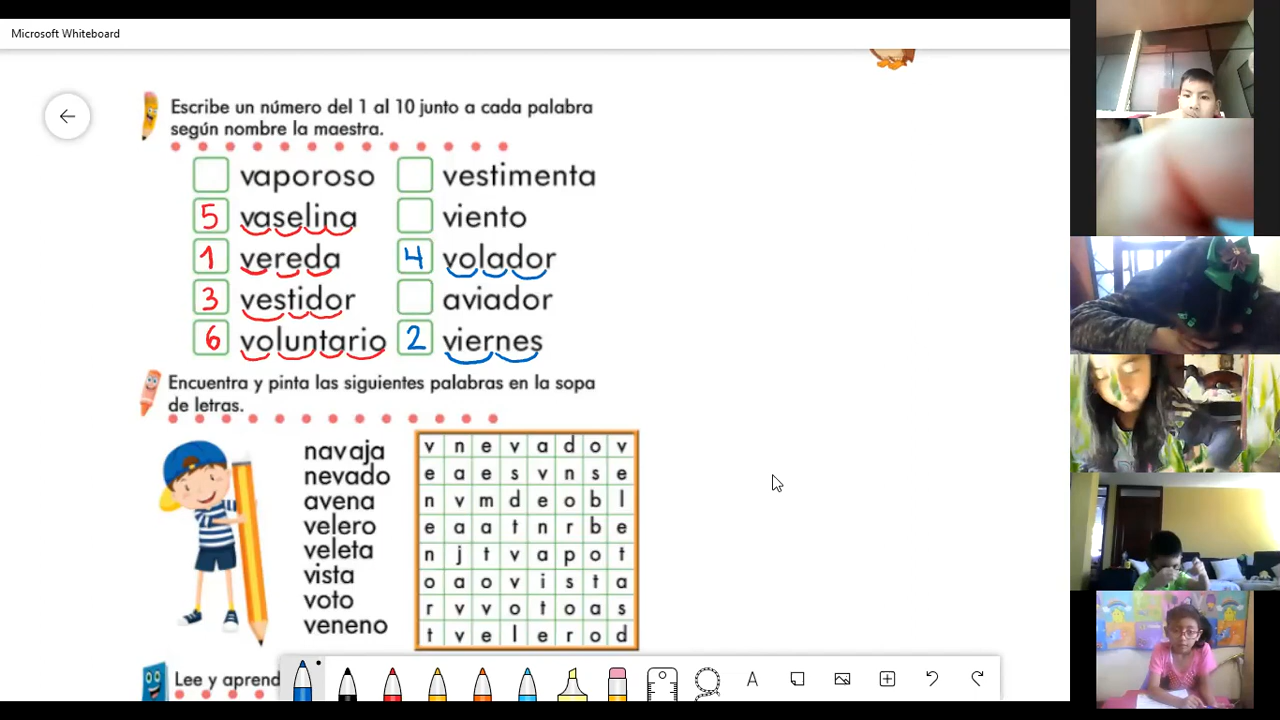 Microsoft Whiteboard
Escribe un número del 1 al 10 junto a cada palabra
según nombre la maestra.
vaporoso vestimenta
5 vaselina viento
1 vereda 4 volador
3 vestidor aviador
6 voluntario 2 viernes
Encuentra y pinta las siguientes palabras en la sopa
de letras.
navaja
nevado
avena
velero
veleta
vista
voto
veneno
v n e v a d o v
e a e s v n s e
n v m d e o b l
e a a t n r b e
n j t v a p o t
o a o v i s t a
r v v o t o a s
t v e l e r o d
Lee y aprend
A